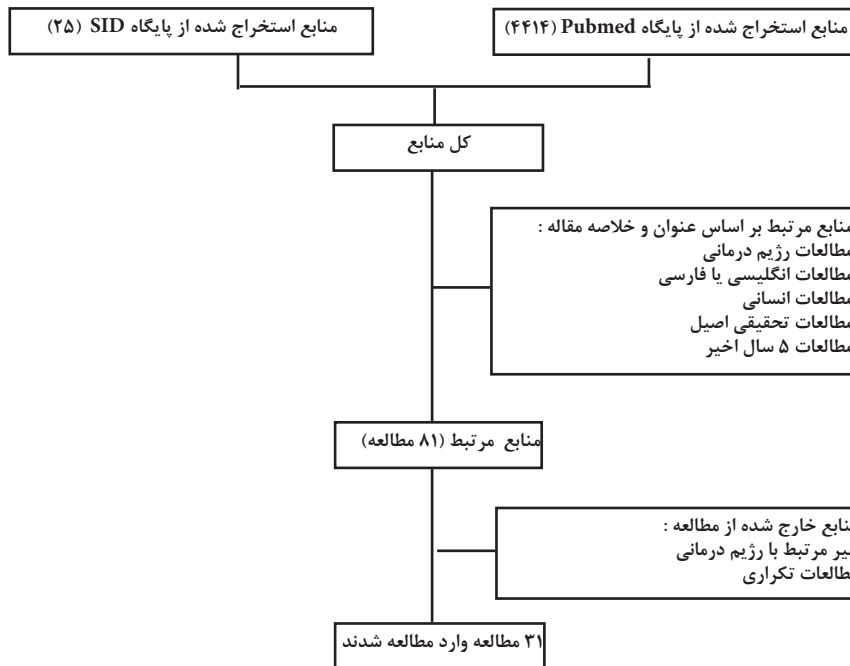 منابع استخراج شده از پایگاه Pubmed (۴۴۱۴)
منابع استخراج شده از پایگاه SID (۲۵)
کل منابع
منابع مرتبط بر اساس عنوان و خلاصه مقاله :
مطالعات رژیم درمانی
مطالعات انگلیسی یا فارسی
مطالعات انسانی
مطالعات تحقیقی اصیل
مطالعات ۵ سال اخیر
منابع مرتبط (۸۱ مطالعه)
منابع خارج شده از مطالعه :
غیر مرتبط با رژیم درمانی
مطالعات تکراری
۳۱ مطالعه وارد مطالعه شدند